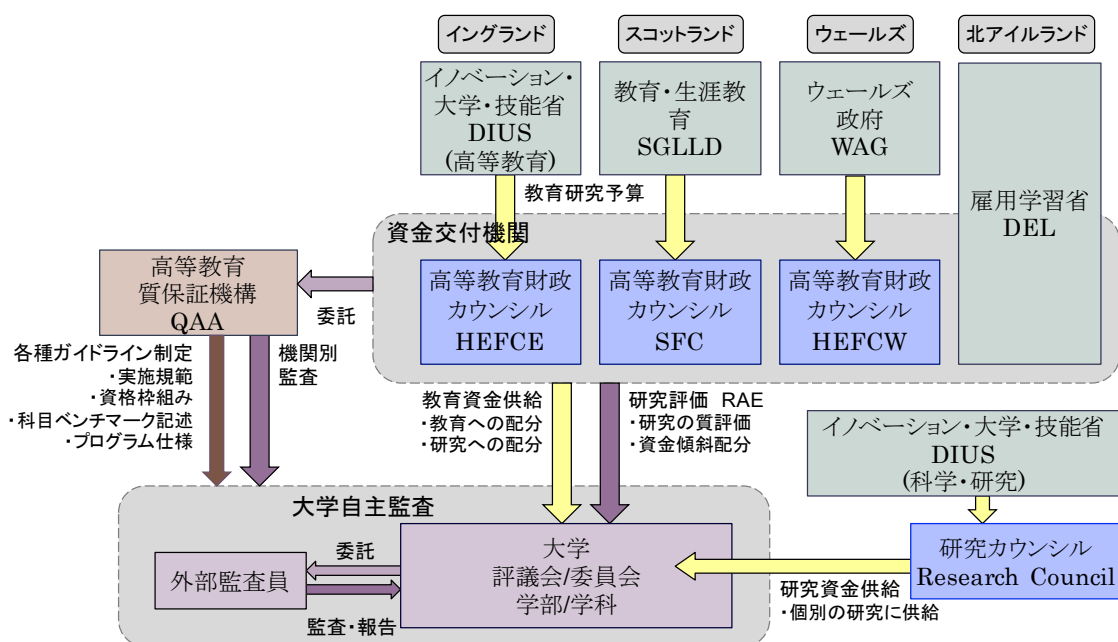 イングランド
スコットランド
ウェールズ
北アイルランド
イノベーション・
大学・技能省
DIUS
(高等教育)
教育・生涯教
育
SGLLD
ウェールズ
政府
WAG
雇用学習省
DEL
教育研究予算
資金交付機関
高等教育財政
カウンシル
HEFCE
高等教育財政
カウンシル
SFC
高等教育財政
カウンシル
HEFCW
高等教育
質保証機構
QAA
委託
各種ガイドライン制定
・実施規範
・資格枠組み
・科目ベンチマーク記述
・プログラム仕様
機関別
監査
教育資金供給
・教育への配分
・研究への配分
研究評価 RAE
・研究の質評価
・資金傾斜配分
イノベーション・大学・技能省
DIUS
(科学・研究)
大学自主監査
外部監査員
委託
監査・報告
大学
評議会/委員会
学部/学科
研究カウンシル
Research Council
研究資金供給
・個別の研究に供給